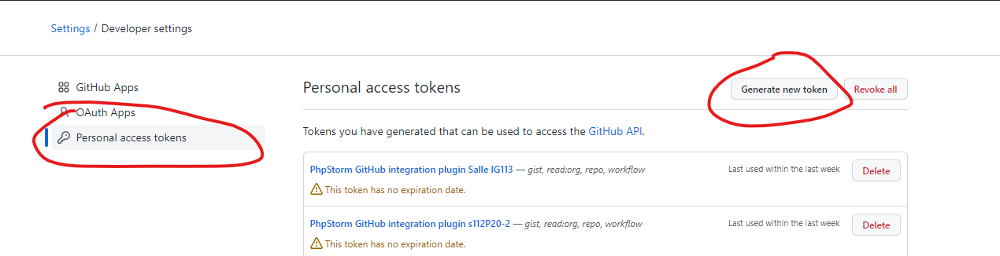 Settings / Developer settings
GitHub Apps
OAuth Apps
Personal access tokens
Personal access tokens
Generate new token
Revoke all
Tokens you have generated that can be used to access the GitHub API.
PhpStorm GitHub integration plugin Salle IG113 — gist, read:org, repo, workflow
Last used within the last week
Delete
This token has no expiration date.
PhpStorm GitHub integration plugin s112P20-2 — gist, read:org, repo, workflow
Last used within the last week
Delete
This token has no expiration date.